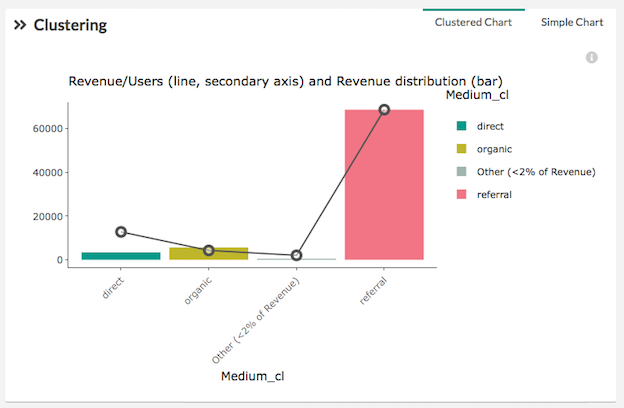 Clustering
Clustered Chart
Simple Chart
Revenue/Users (line, secondary axis) and Revenue distribution (bar)
Medium_cl
direct
organic
Other (<2% of Revenue)
referral
60000
40000
20000
0
direct
organic
Other (<2% of Revenue)
referral
Medium_cl